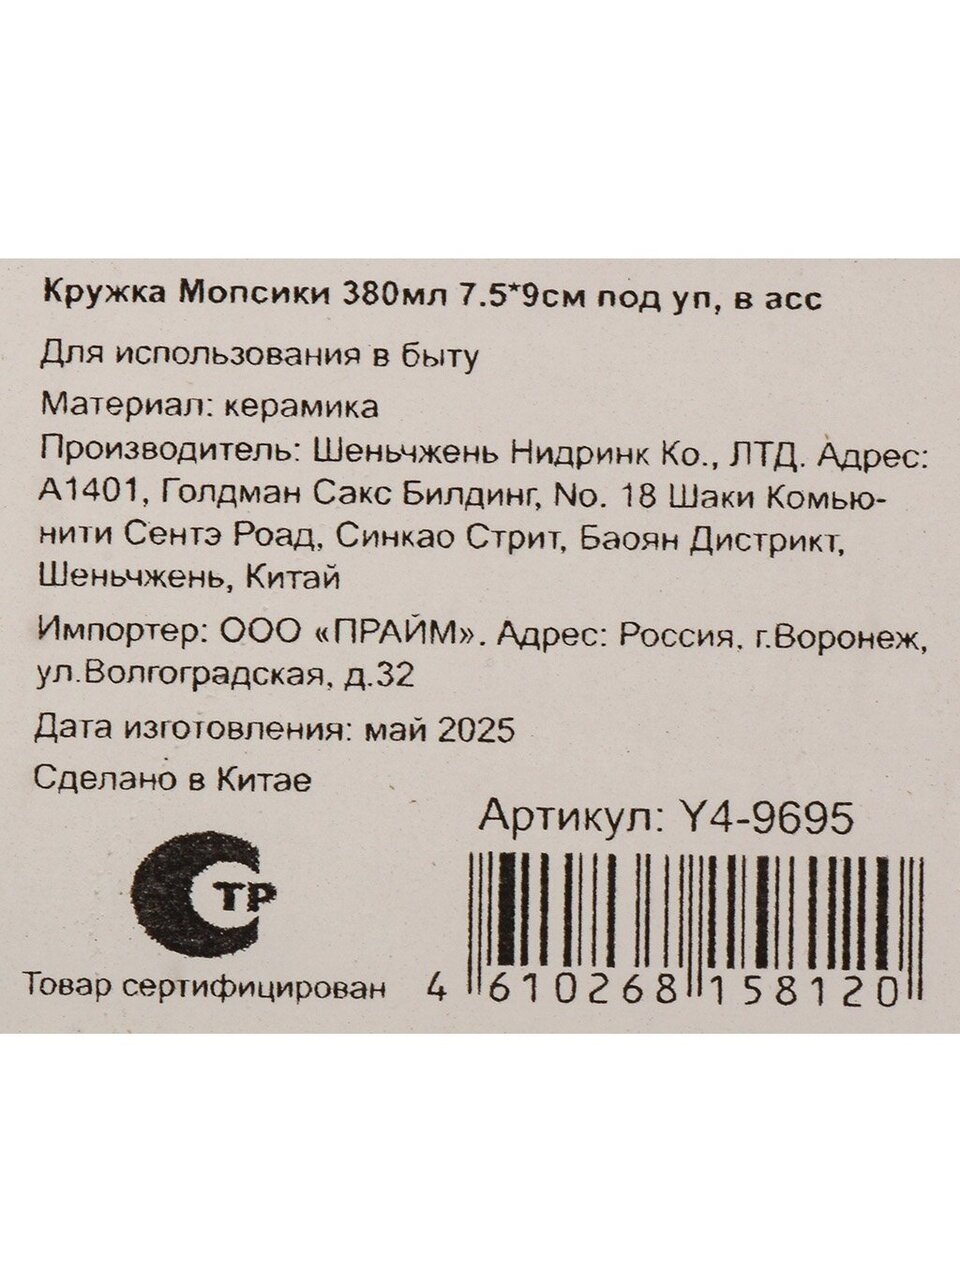 Кружка Мопсики 380мл 7.5*9см под уп, в асс
Для использования в быту
Материал: керамика
Производитель: Шеньчжень Нидринк Ко., ЛТД. Адрес:
А1401, Голдман Сакс Билдинг, No. 18 Шаки Комью-
нити Сентэ Роад, Синкао Стрит, Баоян Дистрикт,
Шеньчжень, Китай
Импортер: ООО «ПРАЙМ». Адрес: Россия, г.Воронеж,
ул.Волгоградская, д.32
Дата изготовления: май 2025
Сделано в Китае
Артикул: Y4-9695
СТР
Товар сертифицирован
4 610268 158120